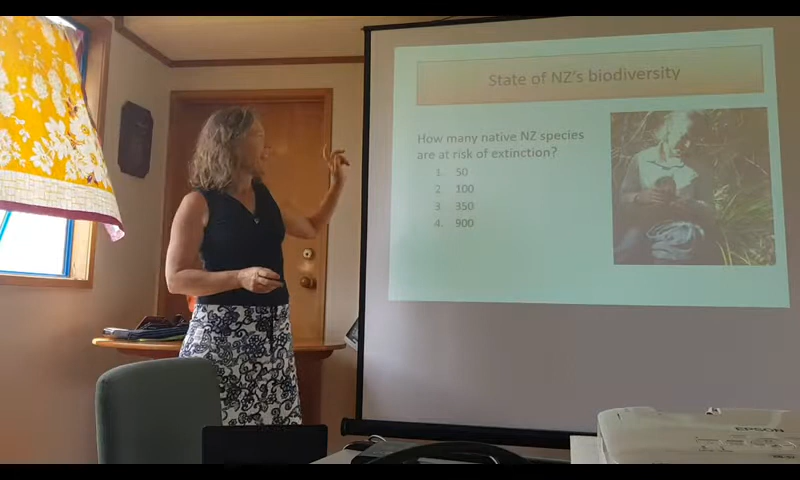 State of NZ's biodiversity
How many native NZ species
are at risk of extinction?
1. 50
2. 100
3. 350
4. 900
EPSON